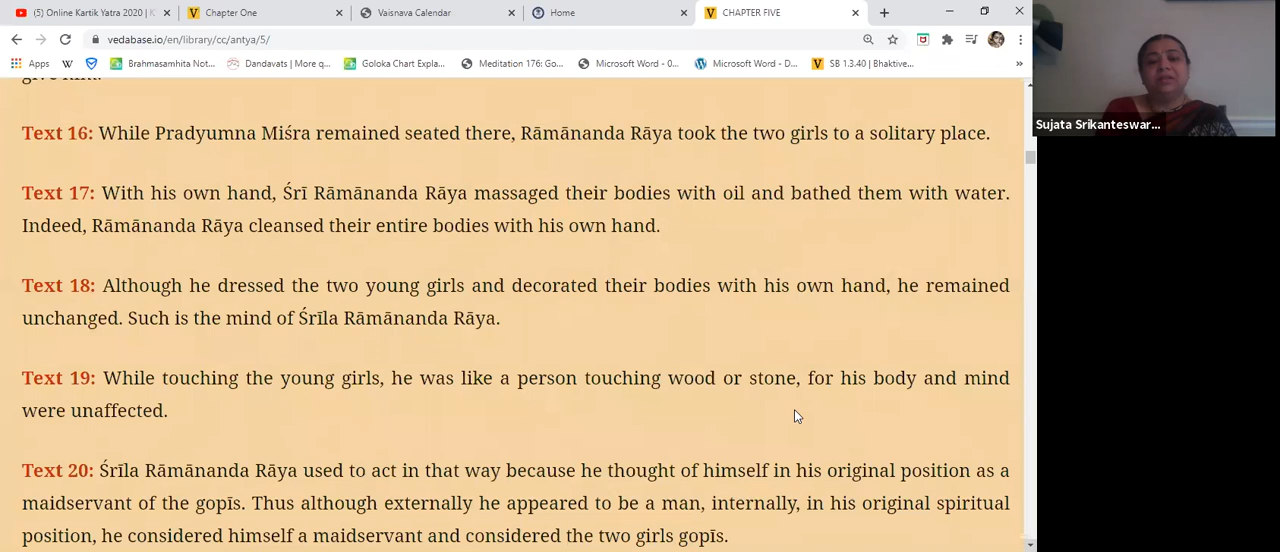 (5) Online Kartik Yatra 2020 | K
Chapter One
Vaisnava Calendar
Home
CHAPTER FIVE
vedabase.io/en/library/cc/antya/5/
Apps
Brahmasamhita Not...
Dandavats | More q...
Goloka Chart Expla...
Meditation 176: Go...
Microsoft Word - 0...
Microsoft Word - D...
SB 1.3.40 | Bhaktive...
»
Text 16: While Pradyumna Miśra remained seated there, Rāmānanda Rāya took the two girls to a solitary place.
Text 17: With his own hand, Śrī Rāmānanda Rāya massaged their bodies with oil and bathed them with water.
Indeed, Rāmānanda Rāya cleansed their entire bodies with his own hand.
Text 18: Although he dressed the two young girls and decorated their bodies with his own hand, he remained
unchanged. Such is the mind of Śrīla Rāmānanda Rāya.
Text 19: While touching the young girls, he was like a person touching wood or stone, for his body and mind
were unaffected.
Text 20: Śrīla Rāmānanda Rāya used to act in that way because he thought of himself in his original position as a
maidservant of the gopīs. Thus although externally he appeared to be a man, internally, in his original spiritual
position, he considered himself a maidservant and considered the two girls gopīs.
Sujata Srikanteswar...